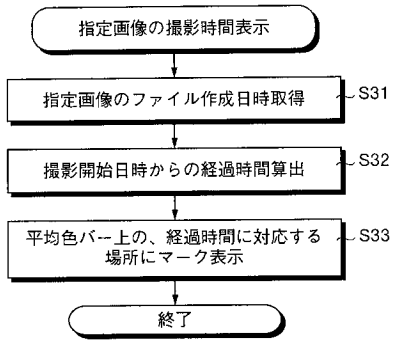 指定画像の撮影時間表示
指定画像のファイル作成日時取得
S31
撮影開始日時からの経過時間算出
S32
平均色バー上の、経過時間に対応する
場所にマーク表示
S33
終了